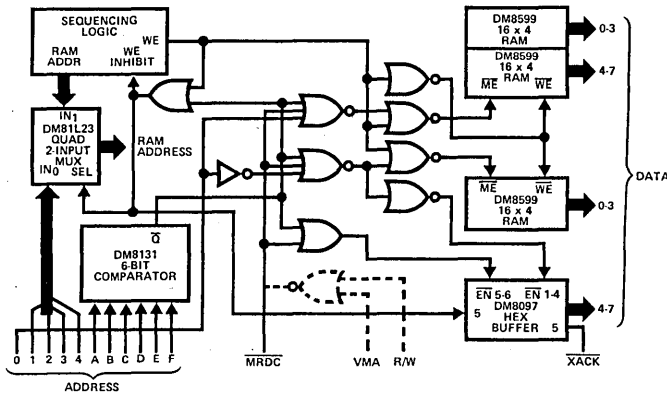 SEQUENCING
LOGIC
RAM
ADDR
WE
INHIBIT
WE
IN1
DM81L23
QUAD
2-INPUT
MUX
IN0 SEL
RAM
ADDRESS
Q
DM8131
6-BIT
COMPARATOR
0 1 2 3 4 A B C D E F
ADDRESS
MRDC
VMA
R/W
XACK
DM8599
16 x 4
RAM
0-3
DM8599
16 x 4
RAM
ME WE
4-7
ME WE
DM8599
16 x 4
RAM
0-3
DATA
EN 5-6 EN 1-4
DM8097
HEX
BUFFER
5
5
4-7